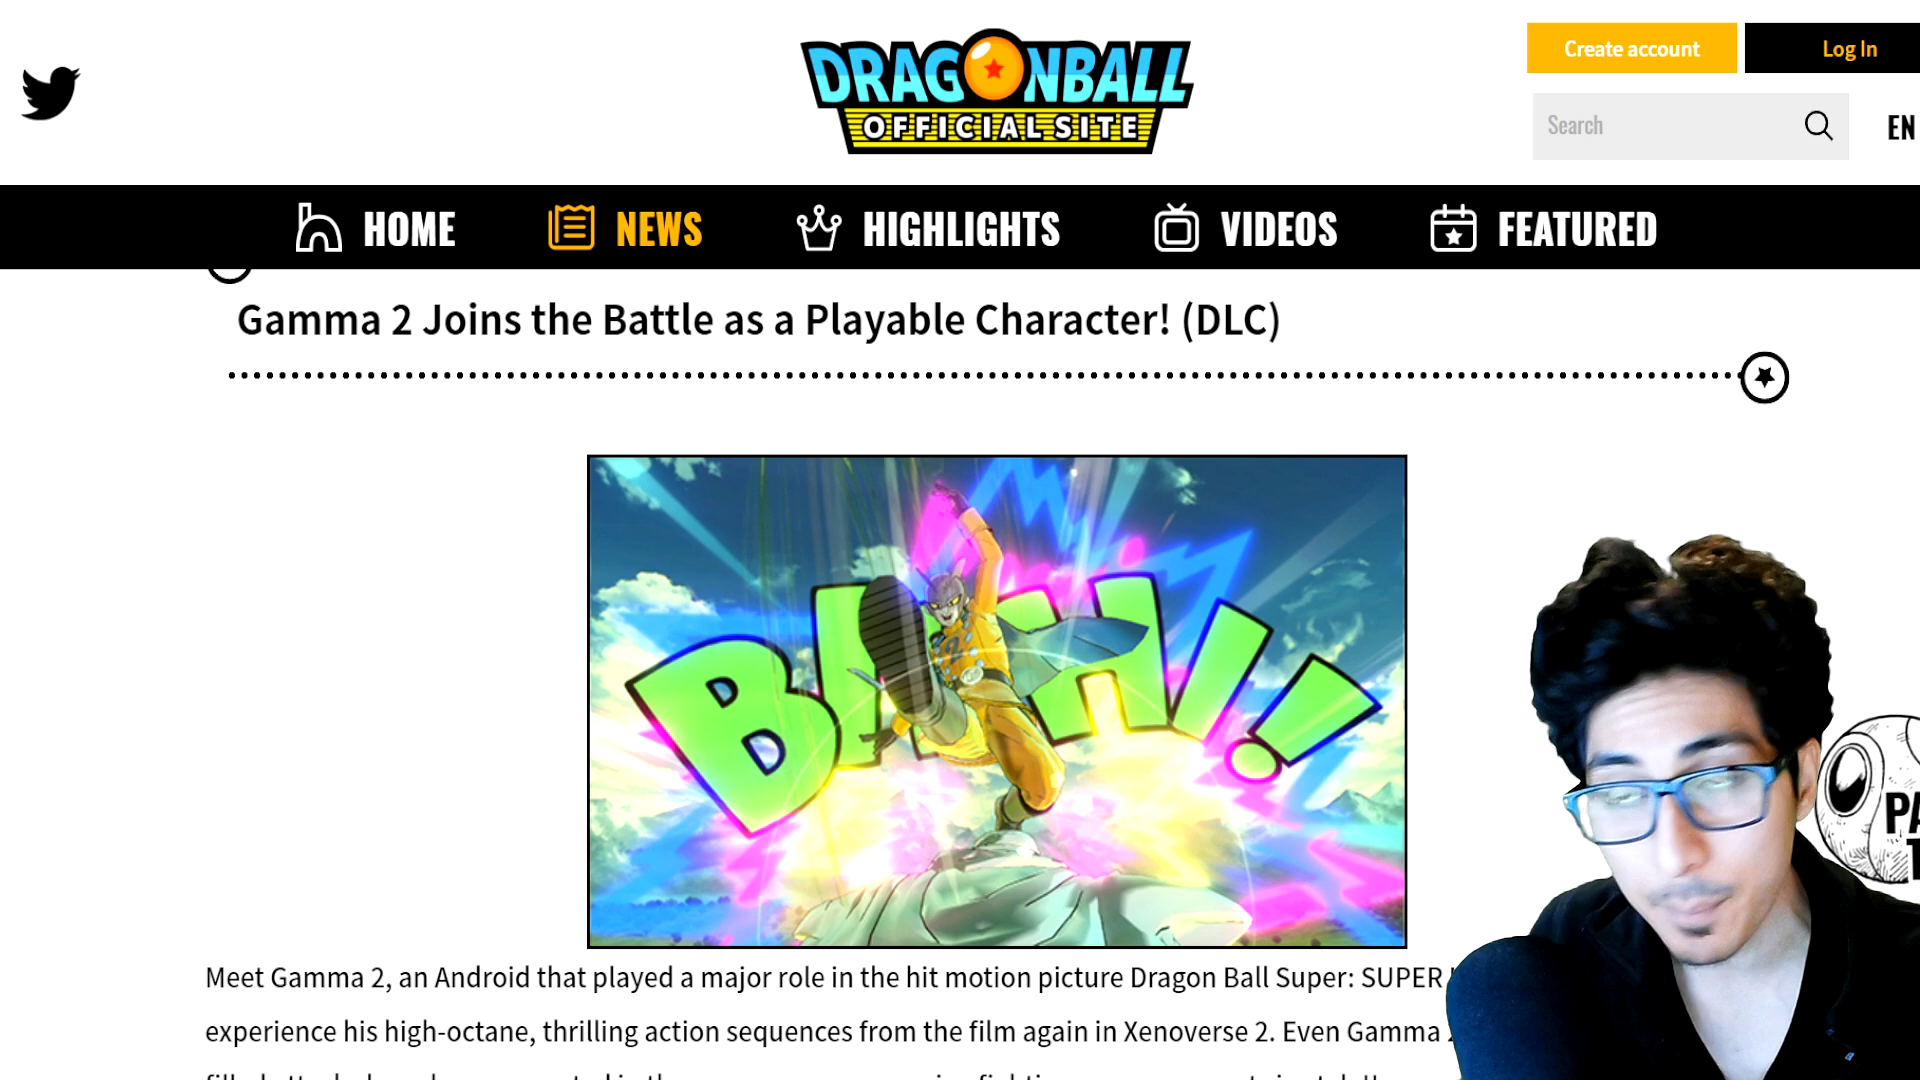 DRAGONBALL
OFFICIAL SITE
Create account
Log In
Search
EN
HOME
NEWS
HIGHLIGHTS
VIDEOS
FEATURED
Gamma 2 Joins the Battle as a Playable Character! (DLC)
BAHH!!
2
Meet Gamma 2, an Android that played a major role in the hit motion picture Dragon Ball Super: SUPER
experience his high-octane, thrilling action sequences from the film again in Xenoverse 2. Even Gamma